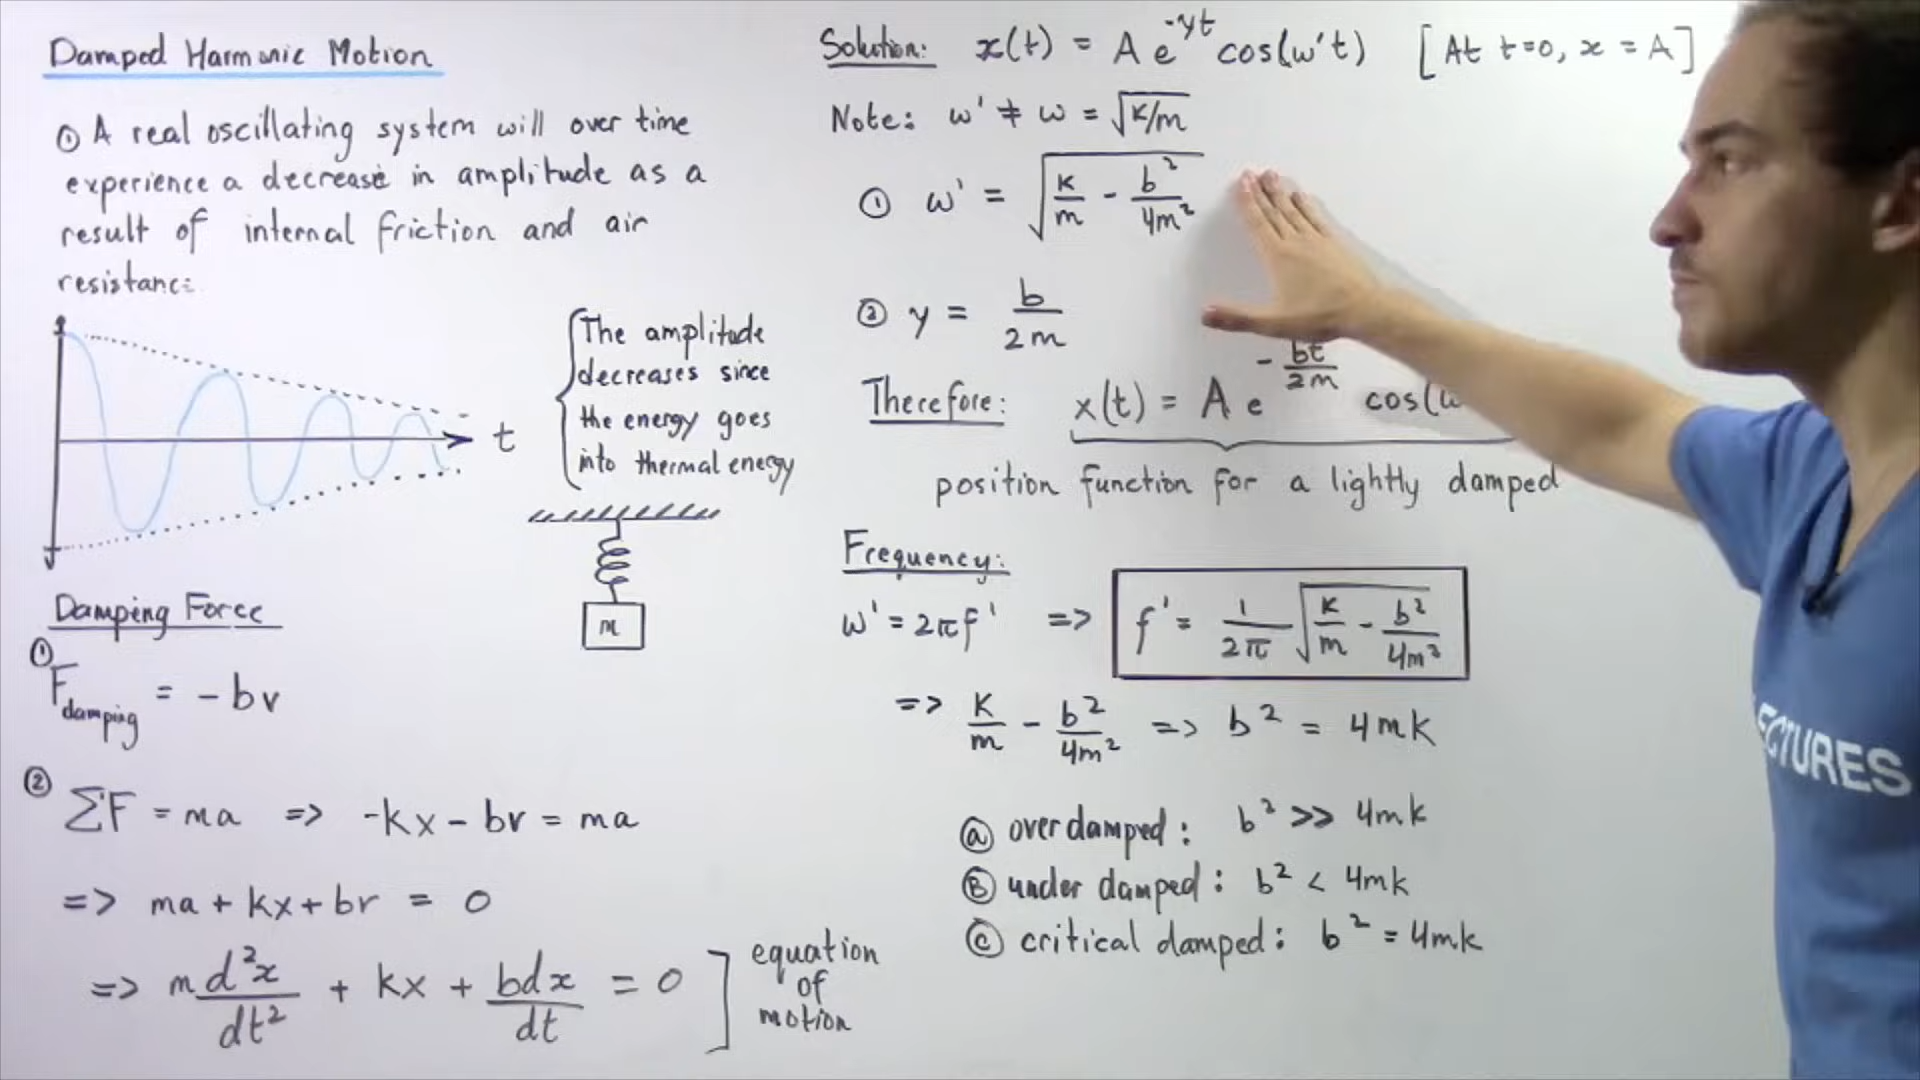 Damped Harmonic Motion
① A real oscillating system will over time
experience a decrease in amplitude as a
result of internal friction and air
resistance.
t
{The amplitude
decreases since
the energy goes
into thermal energy
m
Damping Force
① F damping = -bv
② ΣF = ma => -kx - bv = ma
=> ma + kx + bv = 0
=> m d²x/dt² + kx + bdx/dt = 0 ] equation
of
motion
Solution: x(t) = A e^-γt cos(ω't) [At t=0, x = A]
Note: ω' ≠ ω = √k/m
① ω' = √(k/m - b²/4m²)
② γ = b/2m
Therefore: x(t) = A e^-bt/2m cos(ω
position function for a lightly damped
Frequency:
ω' = 2πf' => f' = 1/2π √(k/m - b²/4m²)
=> k/m - b²/4m² => b² = 4mk
ⓐ overdamped: b² >> 4mk
Ⓑ under damped: b² < 4mk
Ⓒ critical damped: b² = 4mk
ECTURES